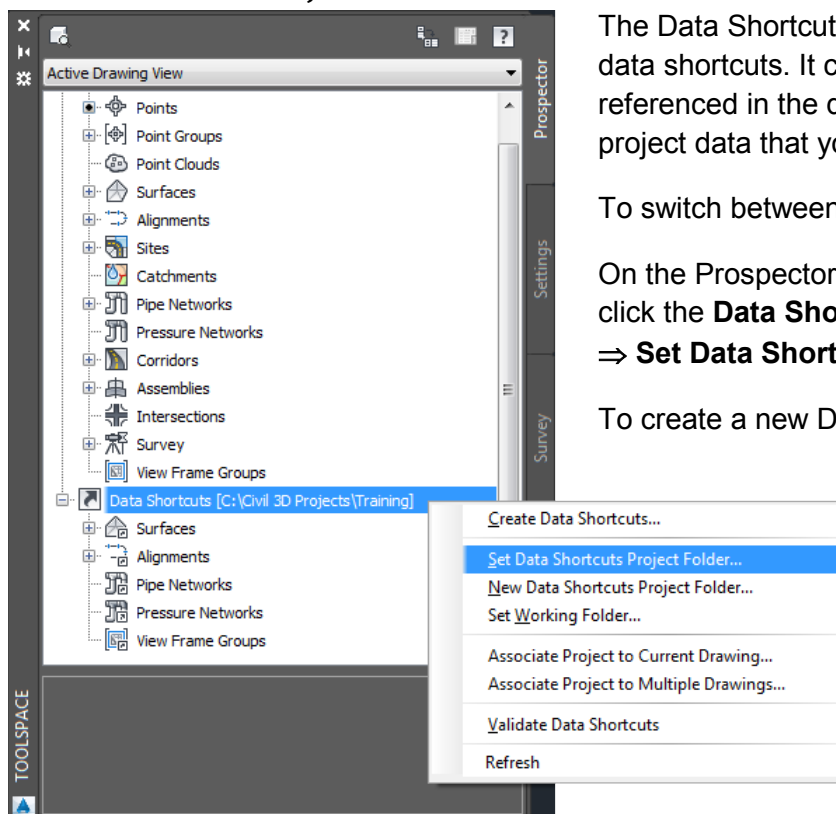 Active Drawing View
Points
Point Groups
Point Clouds
Surfaces
Alignments
Sites
Catchments
Pipe Networks
Pressure Networks
Corridors
Assemblies
Intersections
Survey
View Frame Groups
Data Shortcuts [C:\Civil 3D Projects\Training]
Surfaces
Alignments
Pipe Networks
Pressure Networks
View Frame Groups
TOOLSPACE
Prospector
Settings
Survey
The Data Shortcut
data shortcuts. It
referenced in the
project data that
To switch between
On the Prospector
click the Data
⇒ Set Data
To create a new
Create Data Shortcuts...
Set Data Shortcuts Project Folder...
New Data Shortcuts Project Folder...
Set Working Folder...
Associate Project to Current Drawing...
Associate Project to Multiple Drawings...
Validate Data Shortcuts
Refresh